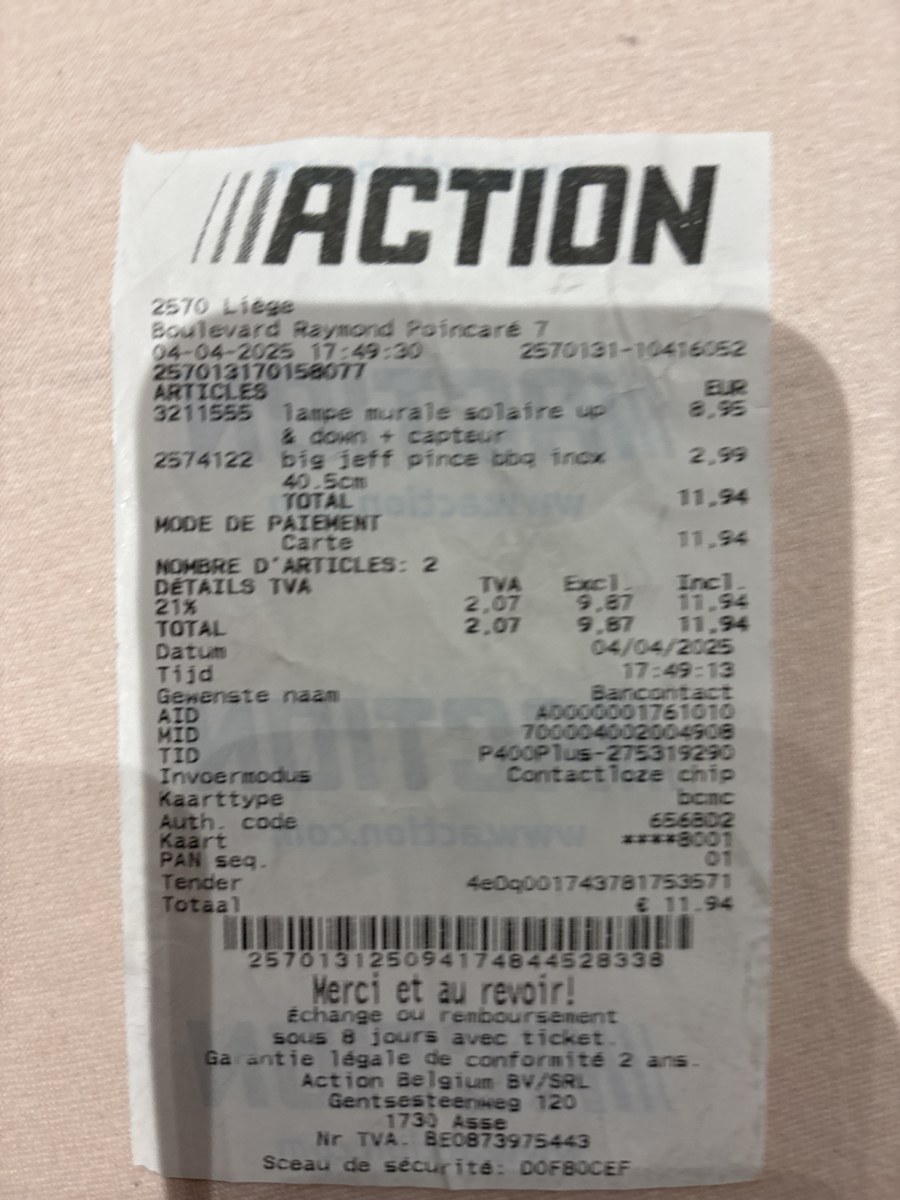 ACTION
2570 Liège
Boulevard Raymond Poincaré 7
04-04-2025 17:49:30 2570131-10416052
257013170158077
ARTICLES EUR
3211555 lampe murale solaire up 8,95
& down + capteur
2574122 big jeff pince bbq inox 2,99
40.5cm
TOTAL 11,94
MODE DE PAIEMENT
Carte 11,94
NOMBRE D'ARTICLES: 2
DéTAILS TVA TVA Excl. Incl.
21% 2,07 9,87 11,94
TOTAL 2,07 9,87 11,94
Datum 04/04/2025
Tijd 17:49:13
Gewenste naam Bancontact
AID A0000001761010
MID 700004002004908
TID P400Plus-275319290
Invoermodus Contactloze chip
Kaarttype bcmc
Auth. code 656802
Kaart ****8001
PAN seq. 01
Tender 4eDq001743781753571
Totaal € 11.94
257013125094174844528338
Merci et au revoir!
Échange ou remboursement
sous 8 jours avec ticket.
Garantie légale de conformité 2 ans.
Action Belgium BV/SRL
Gentsesteenweg 120
1730 Asse
Nr TVA. BE0873975443
Sceau de sécurité: D0F80CEF